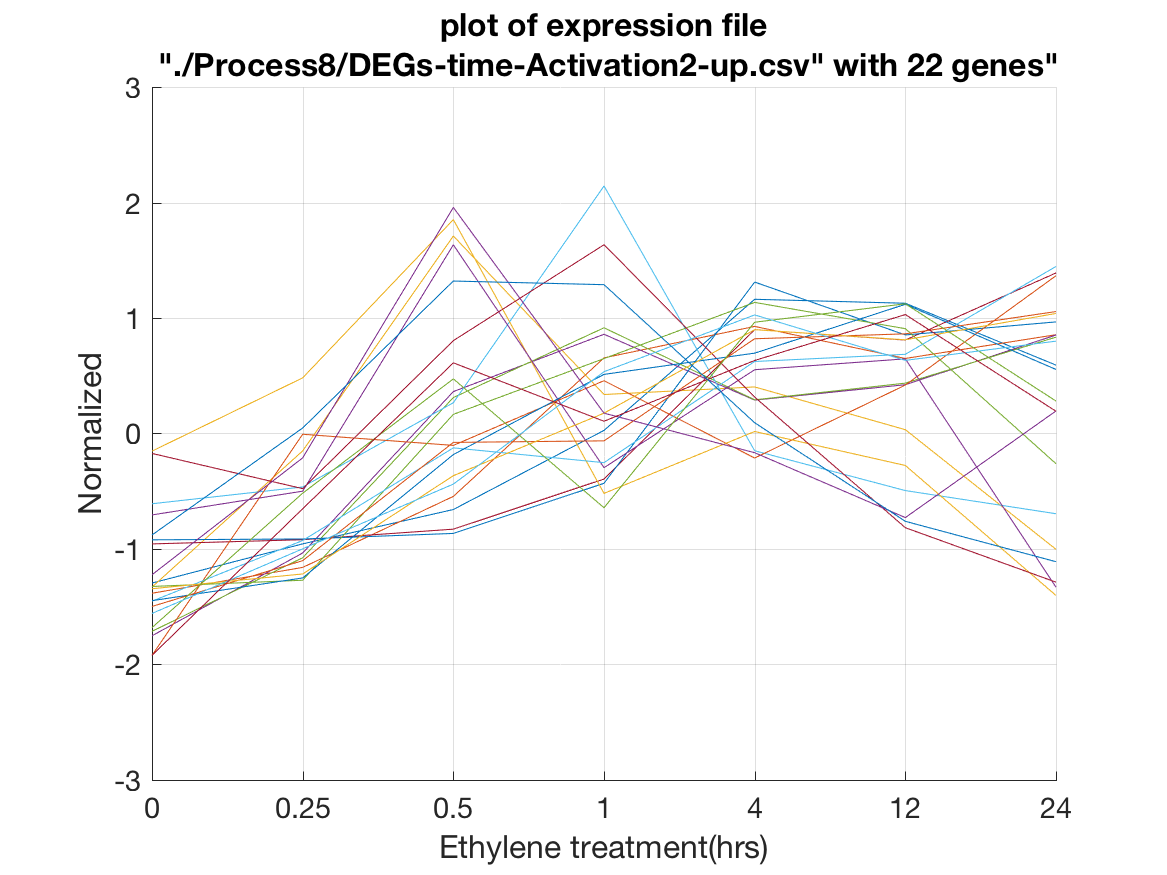 plot of expression file
"./Process8/DEGs-time-Activation2-up.csv" with 22 genes"
3
2
1
0
-1
-2
-3
Normalized
0 0.25 0.5 1 4 12 24
Ethylene treatment(hrs)